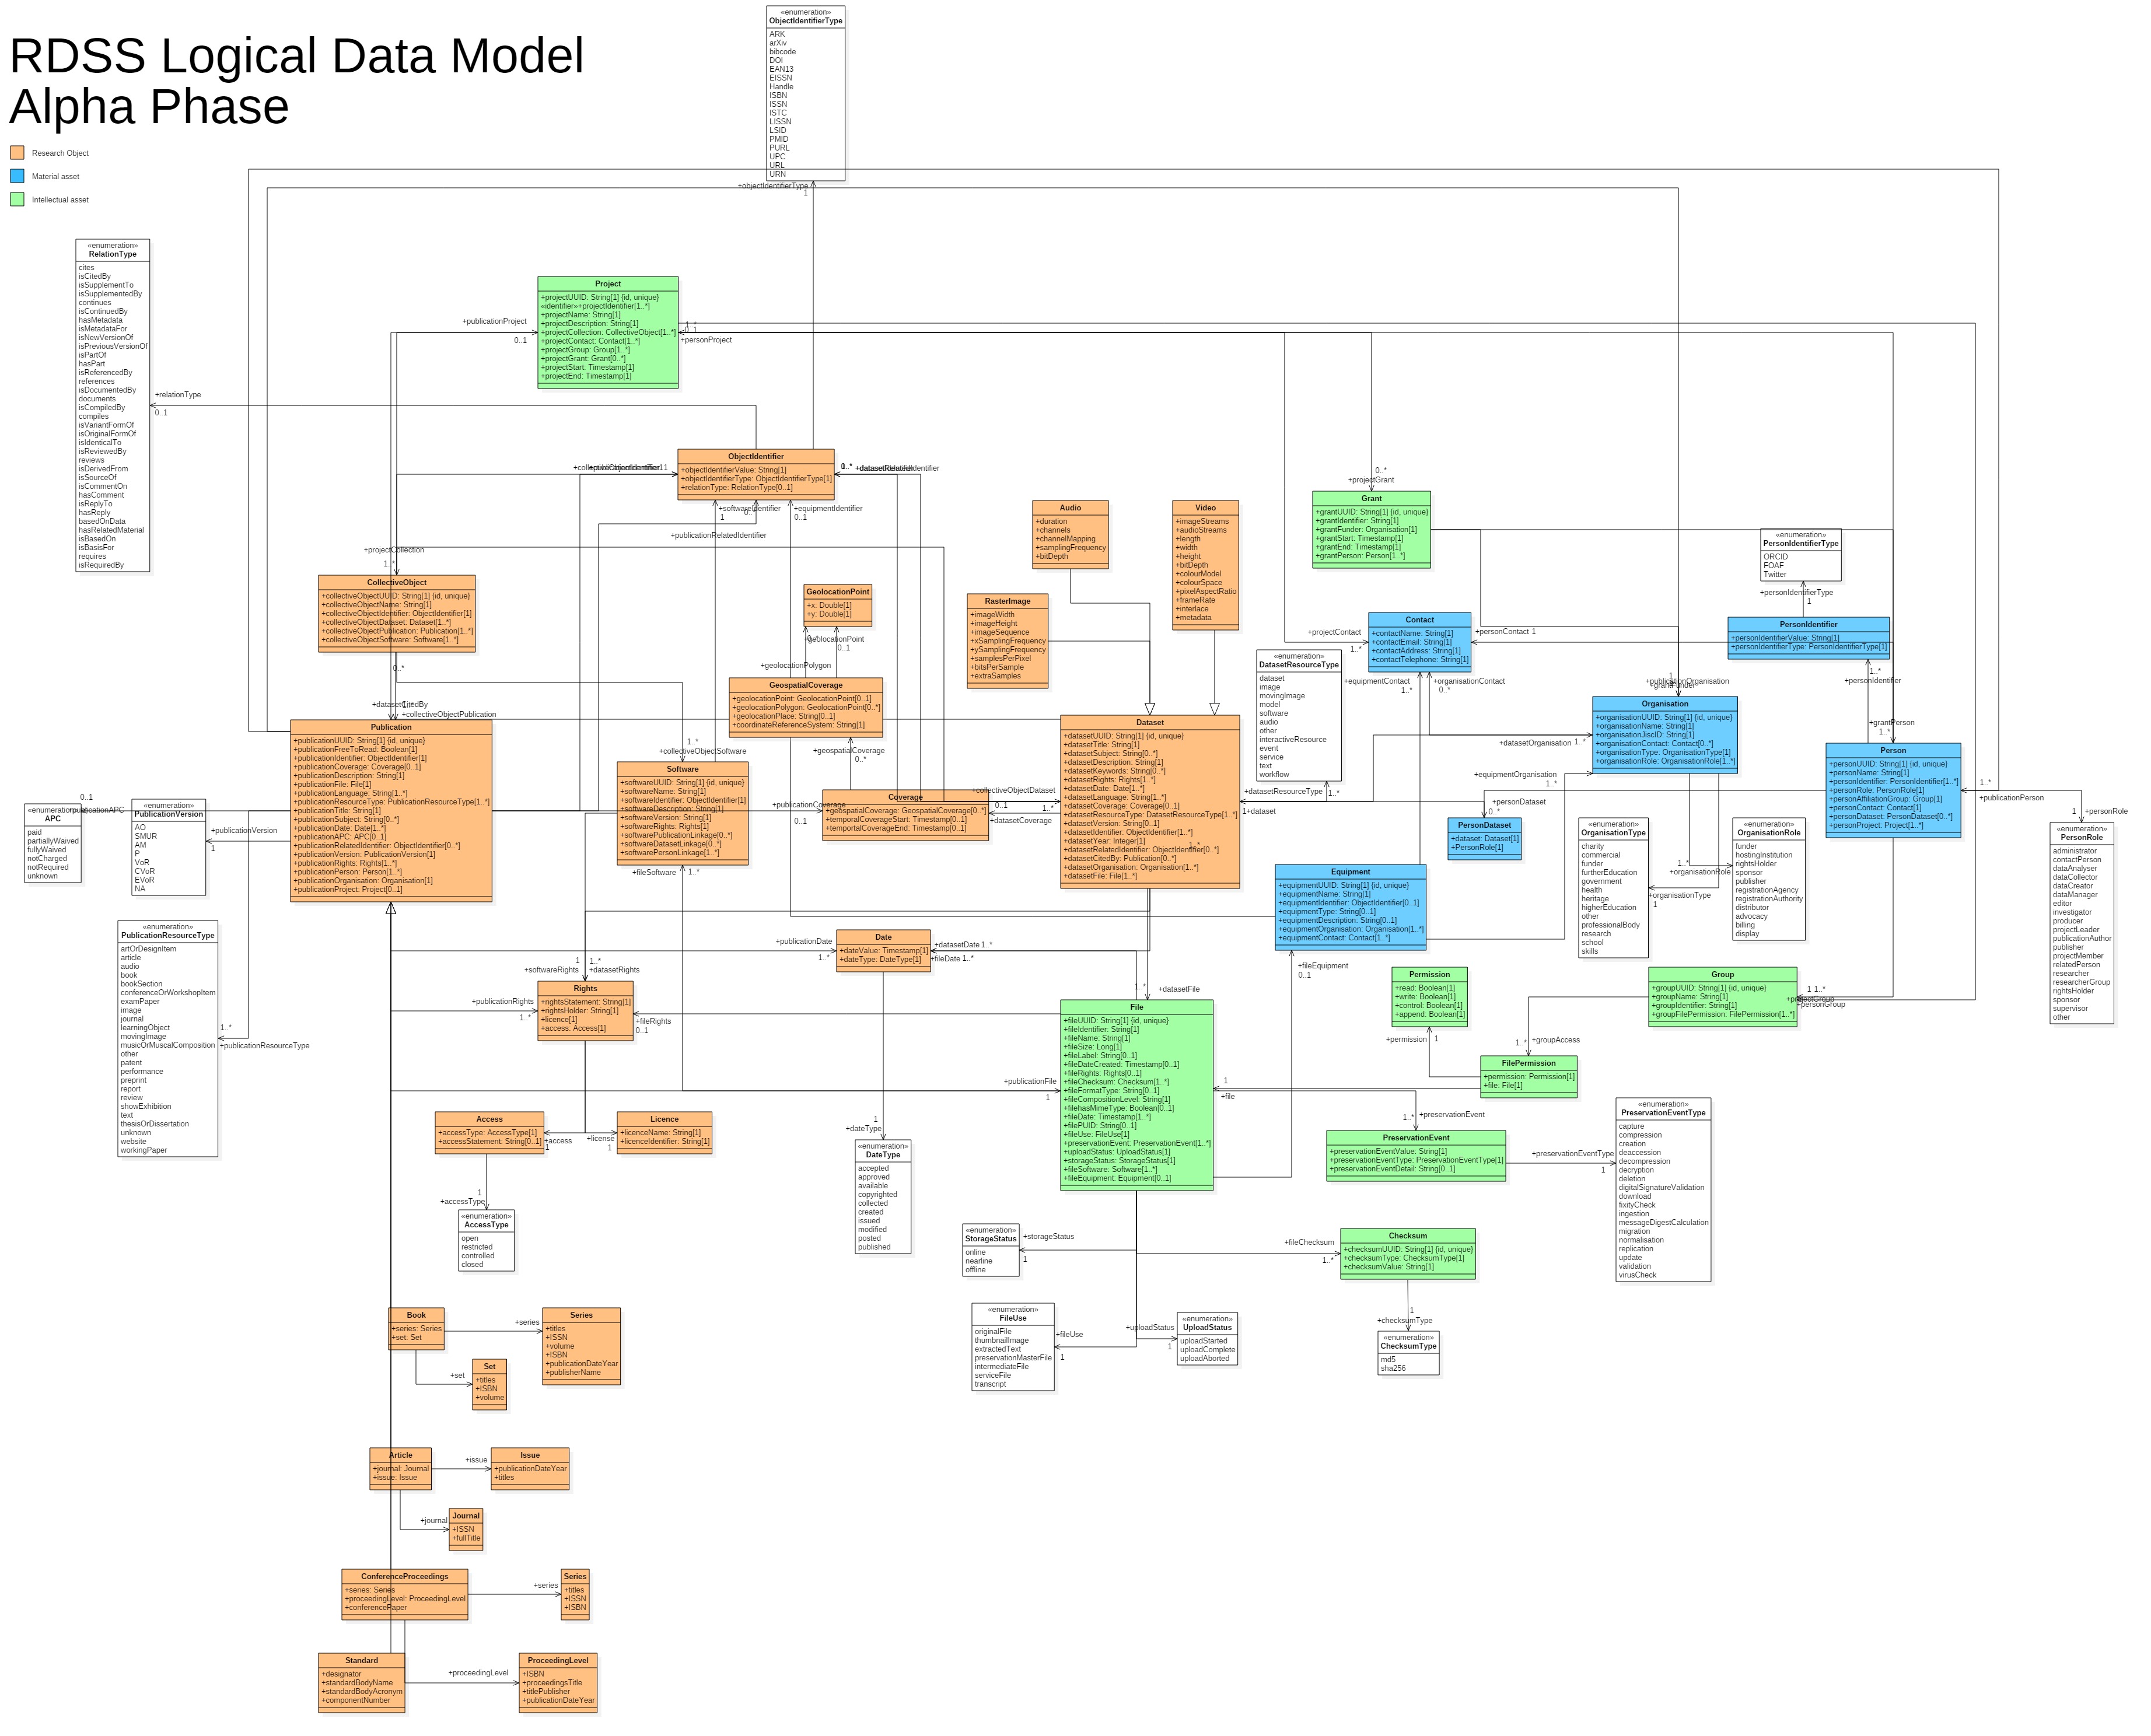 RDSS Logical Data Model
Alpha Phase
Research Object
Material asset
Intellectual asset
«enumeration»
ObjectIdentifierType
ARK
arXiv
bibcode
DOI
EAN13
EISSN
Handle
ISBN
ISSN
ISTC
LISSN
LSID
PMID
PURL
UPC
URL
URN
+objectIdentifierType
1
«enumeration»
RelationType
cites
isCitedBy
isSupplementTo
isSupplementedBy
continues
isContinuedBy
hasMetadata
isMetadataFor
isNewVersionOf
isPreviousVersionOf
isPartOf
hasPart
isReferencedBy
references
isDocumentedBy
documents
isCompiledBy
compiles
isVariantFormOf
isOriginalFormOf
isIdenticalTo
isReviewedBy
reviews
isDerivedFrom
isSourceOf
isCommentOn
hasComment
isReplyTo
hasReply
basedOnData
hasRelatedMaterial
isBasedOn
isBasisFor
requires
isRequiredBy
+relationType
0..1
Project
+projectUUID: String[1] {id, unique}
«identifier»+projectIdentifier[1..*]
+projectName: String[1]
+projectDescription: String[1]
+projectCollection: CollectiveObject[1..*]
+projectContact: Contact[1..*]
+projectGroup: Group[1..*]
+projectGrant: Grant[0..*]
+projectStart: Timestamp[1]
+projectEnd: Timestamp[1]
+publicationProject
0..1
+personProject
ObjectIdentifier
+objectIdentifierValue: String[1]
+objectIdentifierType: ObjectIdentifierType[1]
+relationType: RelationType[0..1]
+softwareIdentifier
1
+equipmentIdentifier
0..1
+publicationRelatedIdentifier
+projectCollection
1..*
CollectiveObject
+collectiveObjectUUID: String[1] {id, unique}
+collectiveObjectName: String[1]
+collectiveObjectIdentifier: ObjectIdentifier[1]
+collectiveObjectDataset: Dataset[1..*]
+collectiveObjectPublication: Publication[1..*]
+collectiveObjectSoftware: Software[1..*]
0..*
+datasetCitedBy
+collectiveObjectPublication
GeolocationPoint
+x: Double[1]
+y: Double[1]
+geolocationPoint
0..1
+geolocationPolygon
GeospatialCoverage
+geolocationPoint: GeolocationPoint[0..1]
+geolocationPolygon: GeolocationPoint[0..*]
+geolocationPlace: String[0..1]
+coordinateReferenceSystem: String[1]
+geospatialCoverage
0..*
Audio
+duration
+channels
+channelMapping
+samplingFrequency
+bitDepth
Video
+imageStreams
+audioStreams
+length
+width
+height
+bitDepth
+colourModel
+colourSpace
+pixelAspectRatio
+frameRate
+interlace
+metadata
RasterImage
+imageWidth
+imageHeight
+imageSequence
+xSamplingFrequency
+ySamplingFrequency
+samplesPerPixel
+bitsPerSample
+extraSamples
0..*
+projectGrant
Grant
+grantUUID: String[1] {id, unique}
+grantIdentifier: String[1]
+grantFunder: Organisation[1]
+grantStart: Timestamp[1]
+grantEnd: Timestamp[1]
+grantPerson: Person[1..*]
«enumeration»
PersonIdentifierType
ORCID
FOAF
Twitter
+personIdentifierType
1
PersonIdentifier
+personIdentifierValue: String[1]
+personIdentifierType: PersonIdentifierType[1]
1..*
+personIdentifier
Contact
+contactName: String[1]
+contactEmail: String[1]
+contactAddress: String[1]
+contactTelephone: String[1]
+projectContact
1..*
+personContact 1
+equipmentContact
1..*
+organisationContact
0..*
«enumeration»
DatasetResourceType
dataset
image
movingImage
model
software
audio
other
interactiveResource
event
service
text
workflow
+datasetResourceType
1..*
+publicationOrganisation
Organisation
+organisationUUID: String[1] {id, unique}
+organisationName: String[1]
+organisationJiscID: String[1]
+organisationContact: Contact[0..*]
+organisationType: OrganisationType[1]
+organisationRole: OrganisationRole[1..*]
+datasetOrganisation 1..*
+equipmentOrganisation
1..*
+grantPerson
1..*
Person
+personUUID: String[1] {id, unique}
+personName: String[1]
+personIdentifier: PersonIdentifier[1..*]
+personRole: PersonRole[1]
+personAffiliationGroup: Group[1]
+personContact: Contact[1]
+personDataset: PersonDataset[0..*]
+personProject: Project[1..*]
1..*
+publicationPerson
+personRole
1
«enumeration»
PersonRole
administrator
contactPerson
dataAnalyser
dataCollector
dataCreator
dataManager
editor
investigator
producer
projectLeader
publicationAuthor
publisher
projectMember
relatedPerson
researcher
researcherGroup
rightsHolder
sponsor
supervisor
other
Publication
+publicationUUID: String[1] {id, unique}
+publicationFreeToRead: Boolean[1]
+publicationIdentifier: ObjectIdentifier[1]
+publicationCoverage: Coverage[0..1]
+publicationDescription: String[1]
+publicationFile: File[1]
+publicationLanguage: String[1..*]
+publicationResourceType: PublicationResourceType[1..*]
+publicationTitle: String[1]
+publicationSubject: String[0..*]
+publicationDate: Date[1..*]
+publicationAPC: APC[0..1]
+publicationRelatedIdentifier: ObjectIdentifier[0..*]
+publicationVersion: PublicationVersion[1]
+publicationRights: Rights[1..*]
+publicationPerson: Person[1..*]
+publicationOrganisation: Organisation[1]
+publicationProject: Project[0..1]
1..*
+collectiveObjectSoftware
Software
+softwareUUID: String[1] {id, unique}
+softwareName: String[1]
+softwareIdentifier: ObjectIdentifier[1]
+softwareDescription: String[1]
+softwareVersion: String[1]
+softwareRights: Rights[1]
+softwarePublicationLinkage[0..*]
+softwareDatasetLinkage[0..*]
+softwarePersonLinkage[1..*]
+fileSoftware
1..*
+publicationCoverage
0..1
Coverage
+geospatialCoverage: GeospatialCoverage[0..*]
+temporalCoverageStart: Timestamp[0..1]
+temportalCoverageEnd: Timestamp[0..1]
+collectiveObjectDataset
0..1
1..*
+datasetCoverage
Dataset
+datasetUUID: String[1] {id, unique}
+datasetTitle: String[1]
+datasetSubject: String[0..*]
+datasetDescription: String[1]
+datasetKeywords: String[0..*]
+datasetRights: Rights[1..*]
+datasetDate: Date[1..*]
+datasetLanguage: String[1..*]
+datasetCoverage: Coverage[0..1]
+datasetResourceType: DatasetResourceType[1..*]
+datasetVersion: String[0..1]
+datasetIdentifier: ObjectIdentifier[1..*]
+datasetYear: Integer[1]
+datasetRelatedIdentifier: ObjectIdentifier[0..*]
+datasetCitedBy: Publication[0..*]
+datasetOrganisation: Organisation[1..*]
+datasetFile: File[1..*]
1+dataset
+personDataset
0..*
PersonDataset
+dataset: Dataset[1]
+PersonRole[1]
«enumeration»
OrganisationType
charity
commercial
funder
furtherEducation
government
health
heritage
higherEducation
other
professionalBody
research
school
skills
1..*
+organisationRole
+organisationType
1
«enumeration»
OrganisationRole
funder
hostingInstitution
rightsHolder
sponsor
publisher
registrationAgency
registrationAuthority
distributor
advocacy
billing
display
0..1
+publicationAPC
«enumeration»
APC
paid
partiallyWaived
fullyWaived
notCharged
notRequired
unknown
«enumeration»
PublicationVersion
AO
SMUR
AM
P
VoR
CVoR
EVoR
NA
+publicationVersion
1
«enumeration»
PublicationResourceType
artOrDesignItem
article
audio
book
bookSection
conferenceOrWorkshopItem
examPaper
image
journal
learningObject
movingImage
musicOrMuscalComposition
other
patent
performance
preprint
report
review
showExhibition
text
thesisOrDissertation
unknown
website
workingPaper
1..*
+publicationResourceType
Equipment
+equipmentUUID: String[1] {id, unique}
+equipmentName: String[1]
+equipmentIdentifier: ObjectIdentifier[0..1]
+equipmentType: String[0..1]
+equipmentDescription: String[0..1]
+equipmentOrganisation: Organisation[1..*]
+equipmentContact: Contact[1..*]
+fileEquipment
0..1
+publicationDate
1..*
Date
+dateValue: Timestamp[1]
+dateType: DateType[1]
+datasetDate 1..*
+fileDate 1..*
1
+softwareRights
1..*
+datasetRights
Rights
+rightsStatement: String[1]
+rightsHolder: String[1]
+licence[1]
+access: Access[1]
+publicationRights
1..*
+fileRights
0..1
1..*
+datasetFile
File
+fileUUID: String[1] {id, unique}
+fileIdentifier: String[1]
+fileName: String[1]
+fileSize: Long[1]
+fileLabel: String[0..1]
+fileDateCreated: Timestamp[0..1]
+fileRights: Rights[0..1]
+fileChecksum: Checksum[1..*]
+fileFormatType: String[0..1]
+fileCompositionLevel: String[1]
+filehasMimeType: Boolean[0..1]
+fileDate: Timestamp[1..*]
+filePUID: String[0..1]
+fileUse: FileUse[1]
+preservationEvent: PreservationEvent[1..*]
+uploadStatus: UploadStatus[1]
+storageStatus: StorageStatus[1]
+fileSoftware: Software[1..*]
+fileEquipment: Equipment[0..1]
+publicationFile
1
1
+file
Permission
+read: Boolean[1]
+write: Boolean[1]
+control: Boolean[1]
+append: Boolean[1]
+permission
1
Group
+groupUUID: String[1] {id, unique}
+groupName: String[1]
+groupIdentifier: String[1]
+groupFilePermission: FilePermission[1..*]
1 1..*
+personGroup
1..*
+groupAccess
FilePermission
+permission: Permission[1]
+file: File[1]
1..*
+preservationEvent
PreservationEvent
+preservationEventValue: String[1]
+preservationEventType: PreservationEventType[1]
+preservationEventDetail: String[0..1]
+preservationEventType
1
«enumeration»
PreservationEventType
capture
compression
creation
deaccession
decompression
decryption
deletion
digitalSignatureValidation
download
fixityCheck
ingestion
messageDigestCalculation
migration
normalisation
replication
update
validation
virusCheck
Access
+accessType: AccessType[1]
+accessStatement: String[0..1]
+access
1
+license
1
Licence
+licenceName: String[1]
+licenceIdentifier: String[1]
1
+accessType
«enumeration»
AccessType
open
restricted
controlled
closed
1
+dateType
«enumeration»
DateType
accepted
approved
available
copyrighted
collected
created
issued
modified
posted
published
«enumeration»
StorageStatus
online
nearline
offline
+storageStatus
1
+fileChecksum
1..*
Checksum
+checksumUUID: String[1] {id, unique}
+checksumType: ChecksumType[1]
+checksumValue: String[1]
1
+checksumType
«enumeration»
ChecksumType
md5
sha256
«enumeration»
FileUse
originalFile
thumbnailImage
extractedText
preservationMasterFile
intermediateFile
serviceFile
transcript
+fileUse
1
+uploadStatus
1
«enumeration»
UploadStatus
uploadStarted
uploadComplete
uploadAborted
Book
+series: Series
+set: Set
+series
Series
+titles
+ISSN
+volume
+ISBN
+publicationDateYear
+publisherName
+set
Set
+titles
+ISBN
+volume
Article
+journal: Journal
+issue: Issue
+issue
Issue
+publicationDateYear
+titles
+journal
Journal
+ISSN
+fullTitle
ConferenceProceedings
+series: Series
+proceedingLevel: ProceedingLevel
+conferencePaper
+series
Series
+titles
+ISSN
+ISBN
Standard
+designator
+standardBodyName
+standardBodyAcronym
+componentNumber
+proceedingLevel
ProceedingLevel
+ISBN
+proceedingsTitle
+titlePublisher
+publicationDateYear